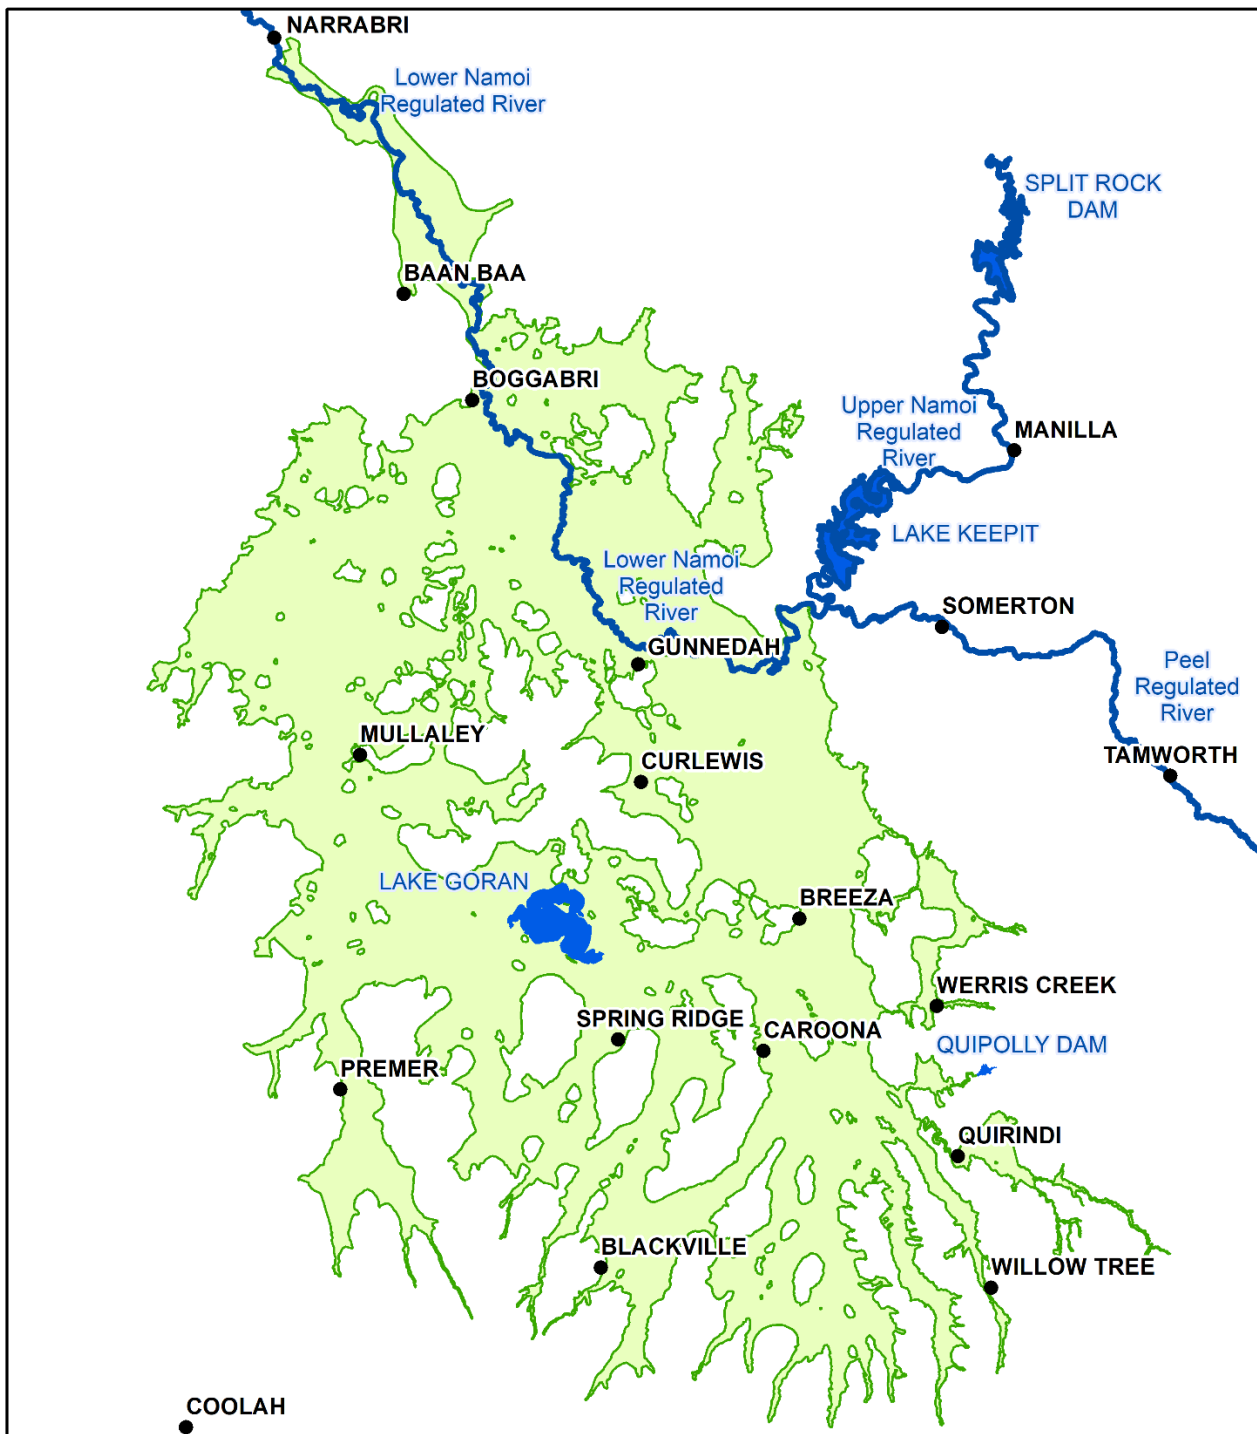 NARRABRI
Lower Namoi
Regulated River
SPLIT ROCK
DAM
BAAN BAA
BOGGABRI
Upper Namoi
Regulated
River
MANILLA
LAKE KEEPIT
Lower Namoi
Regulated
River
SOMERTON
GUNNEDAH
Peel
Regulated
River
MULLALEY
CURLEWIS
TAMWORTH
LAKE GORAN
BREEZA
WERRIS CREEK
SPRING RIDGE
CAROONA
QUIPOLLY DAM
PREMER
QUIRINDI
BLACKVILLE
WILLOW TREE
COOLAH